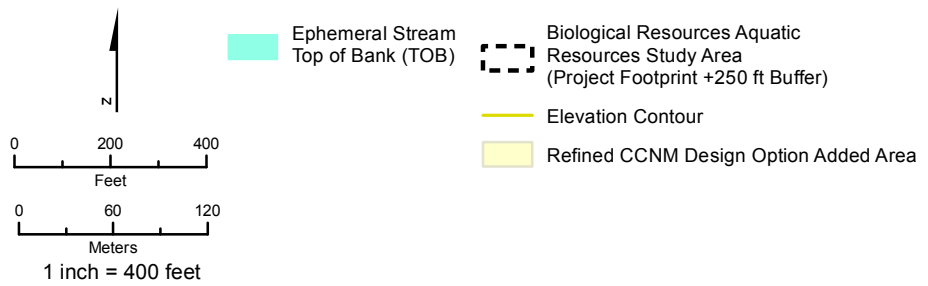 N
0 200 400
Feet
0 60 120
Meters
1 inch = 400 feet
Ephemeral Stream
Top of Bank (TOB)
Biological Resources Aquatic
Resources Study Area
(Project Footprint +250 ft Buffer)
Elevation Contour
Refined CCNM Design Option Added Area